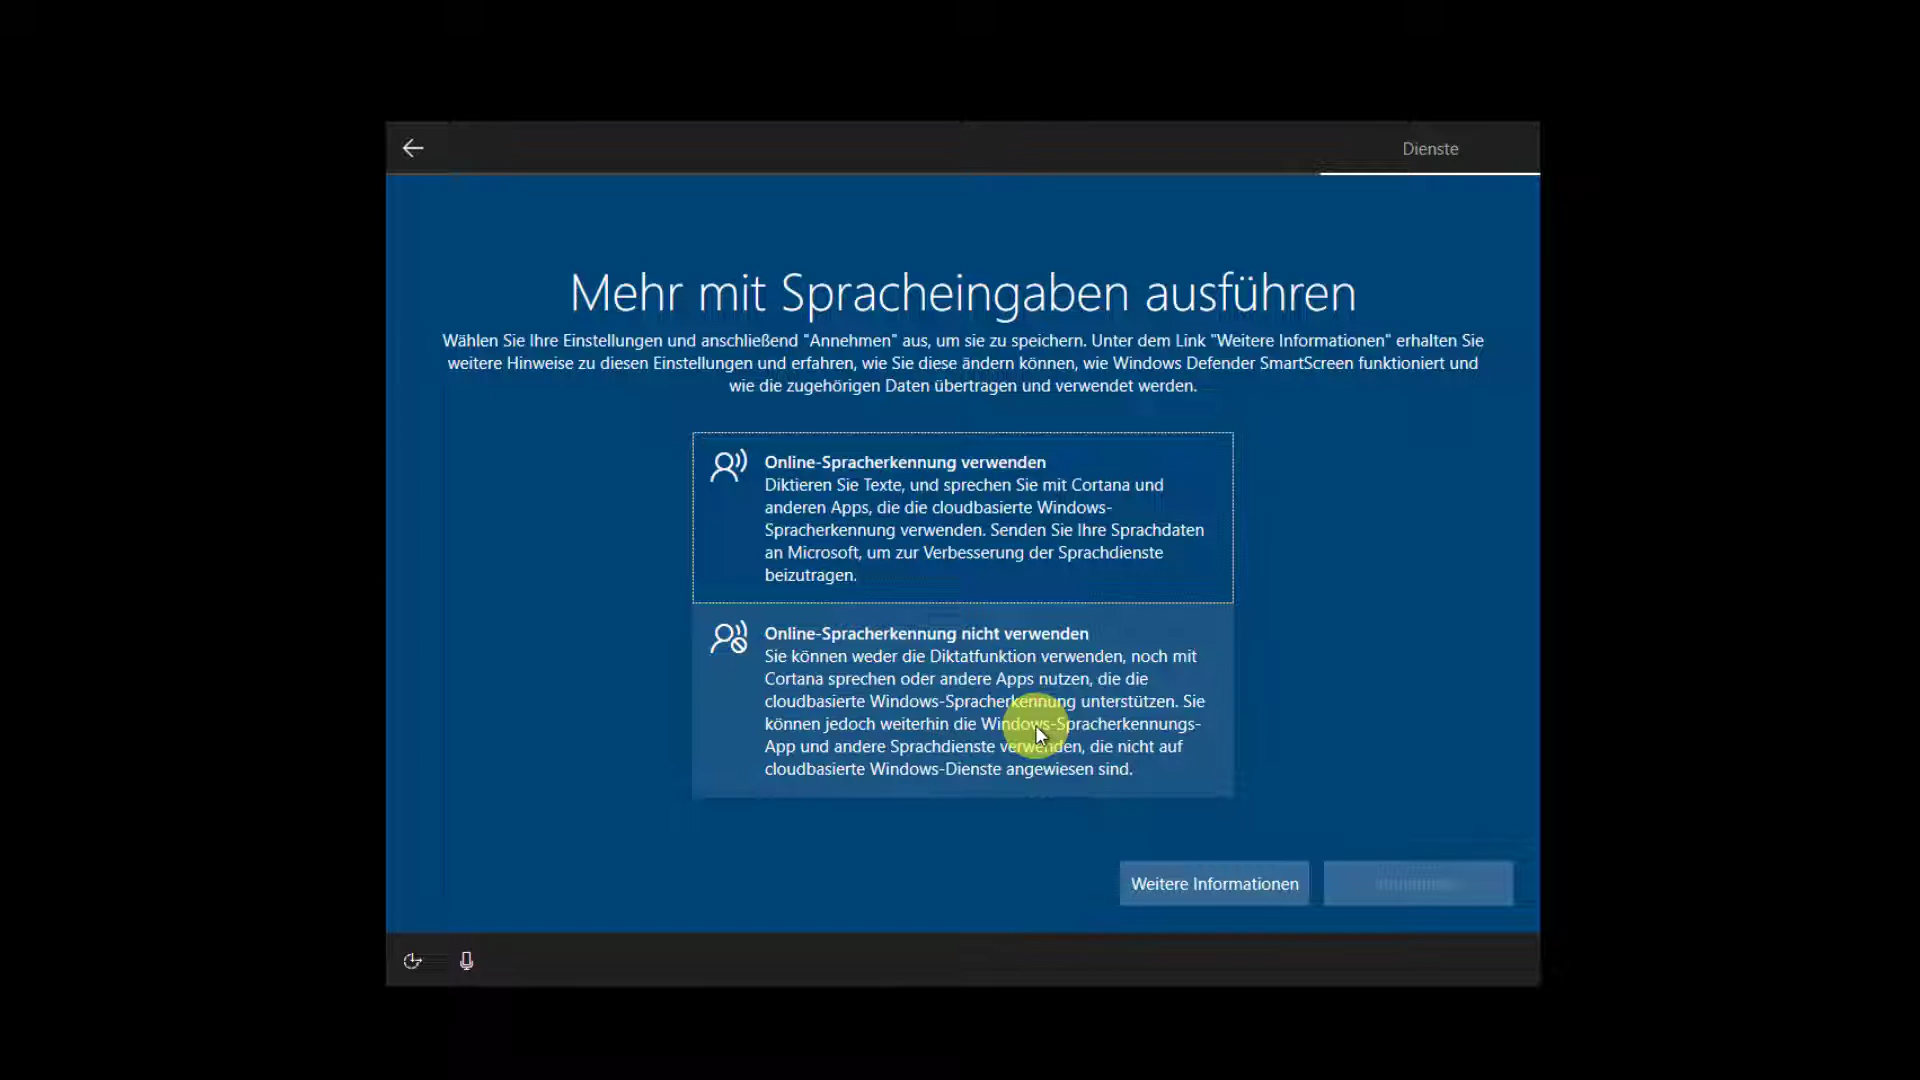 Dienste
Mehr mit Spracheingaben ausführen
Wählen Sie Ihre Einstellungen und anschließend "Annehmen" aus, um sie zu speichern. Unter dem Link "Weitere Informationen" erhalten Sie
weitere Hinweise zu diesen Einstellungen und erfahren, wie Sie diese ändern können, wie Windows Defender SmartScreen funktioniert und
wie die zugehörigen Daten übertragen und verwendet werden.
Online-Spracherkennung verwenden
Diktieren Sie Texte, und sprechen Sie mit Cortana und
anderen Apps, die die cloudbasierte Windows-
Spracherkennung verwenden. Senden Sie Ihre Sprachdaten
an Microsoft, um zur Verbesserung der Sprachdienste
beizutragen.
Online-Spracherkennung nicht verwenden
Sie können weder die Diktatfunktion verwenden, noch mit
Cortana sprechen oder andere Apps nutzen, die die
cloudbasierte Windows-Spracherkennung unterstützen. Sie
können jedoch weiterhin die Windows-Spracherkennungs-
App und andere Sprachdienste verwenden, die nicht auf
cloudbasierte Windows-Dienste angewiesen sind.
Weitere Informationen